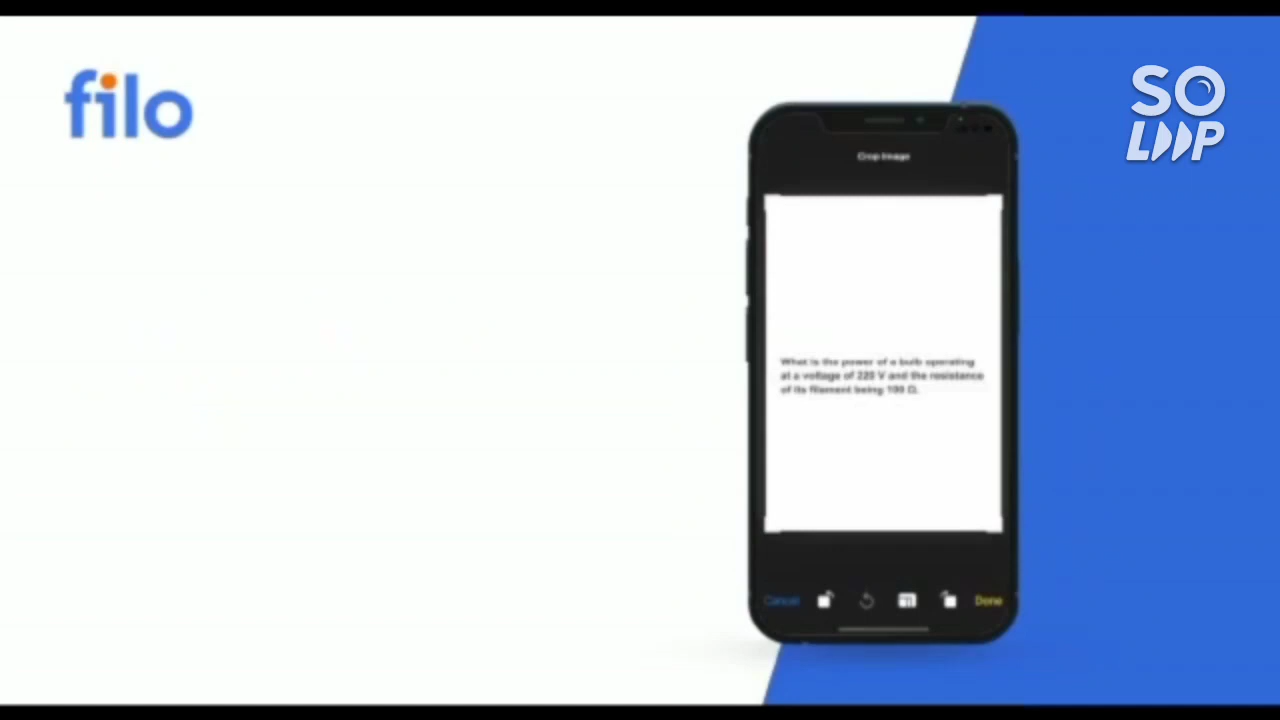 filo
SO
LOOP
Crop Image
What is the power of a bulb operating
at a voltage of 220 V and the resistance
of its filament being 100 Ω.
Cancel
Done